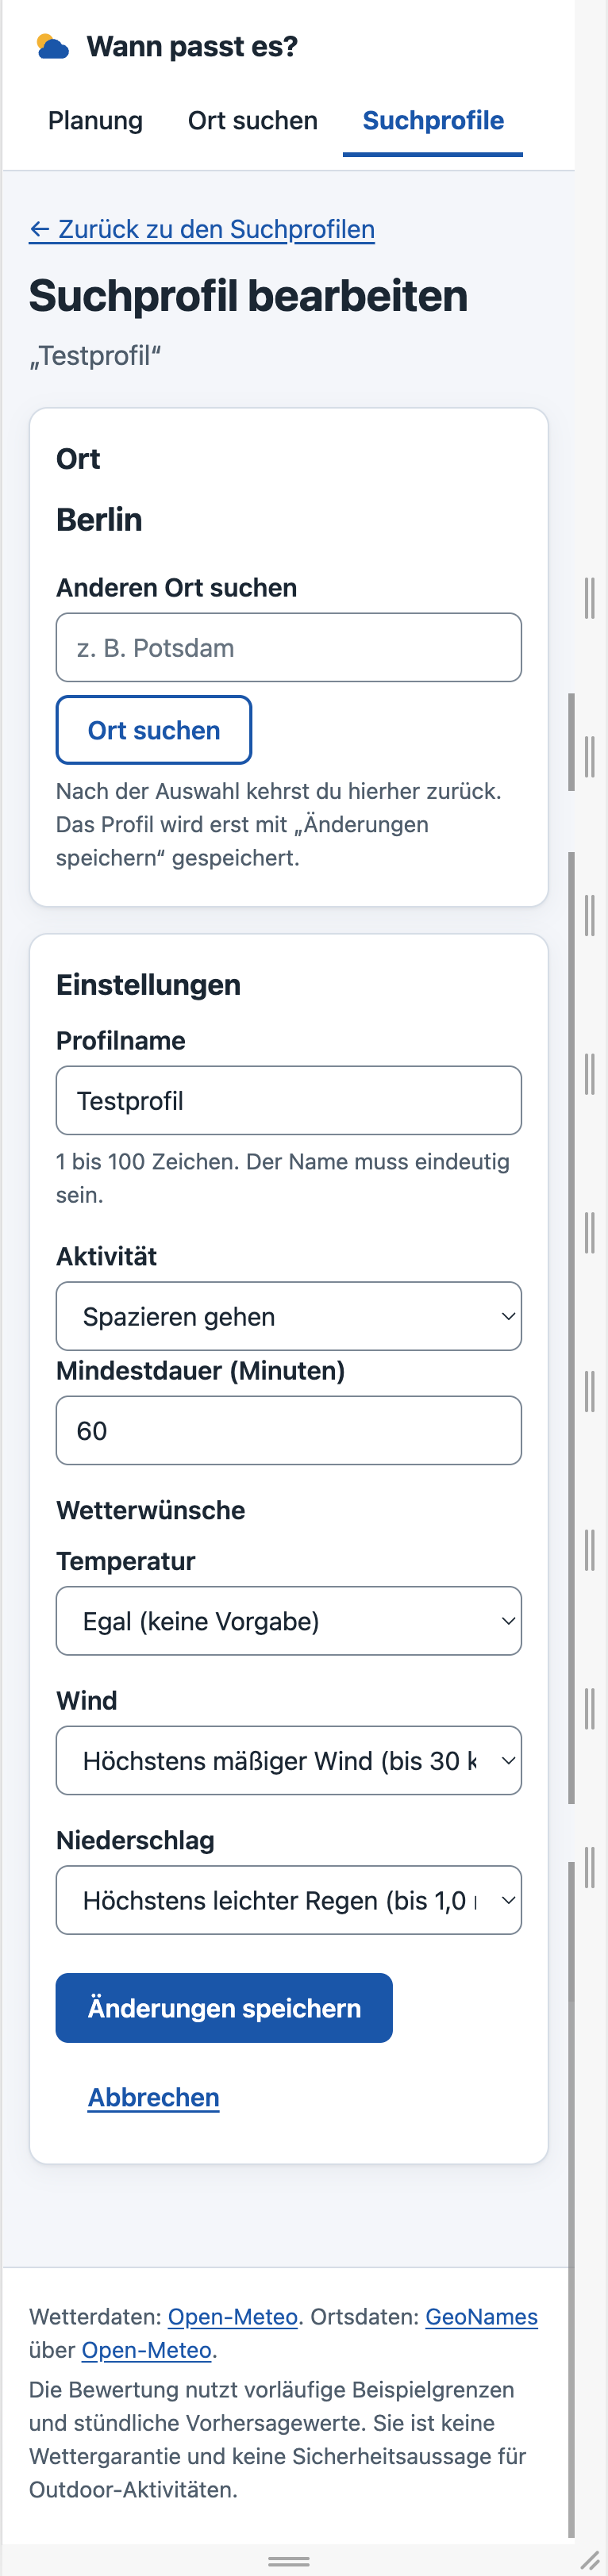 Wann passt es?
Planung Ort suchen Suchprofile
← Zurück zu den Suchprofilen
Suchprofil bearbeiten
„Testprofil“
Ort
Berlin
Anderen Ort suchen
z. B. Potsdam
Ort suchen
Nach der Auswahl kehrst du hierher zurück.
Das Profil wird erst mit „Änderungen
speichern“ gespeichert.
Einstellungen
Profilname
Testprofil
1 bis 100 Zeichen. Der Name muss eindeutig
sein.
Aktivität
Spazieren gehen
Mindestdauer (Minuten)
60
Wetterwünsche
Temperatur
Egal (keine Vorgabe)
Wind
Höchstens mäßiger Wind (bis 30 k
Niederschlag
Höchstens leichter Regen (bis 1,0
Änderungen speichern
Abbrechen
Wetterdaten: Open-Meteo. Ortsdaten: GeoNames
über Open-Meteo.
Die Bewertung nutzt vorläufige Beispielgrenzen
und stündliche Vorhersagewerte. Sie ist keine
Wettergarantie und keine Sicherheitsaussage für
Outdoor-Aktivitäten.